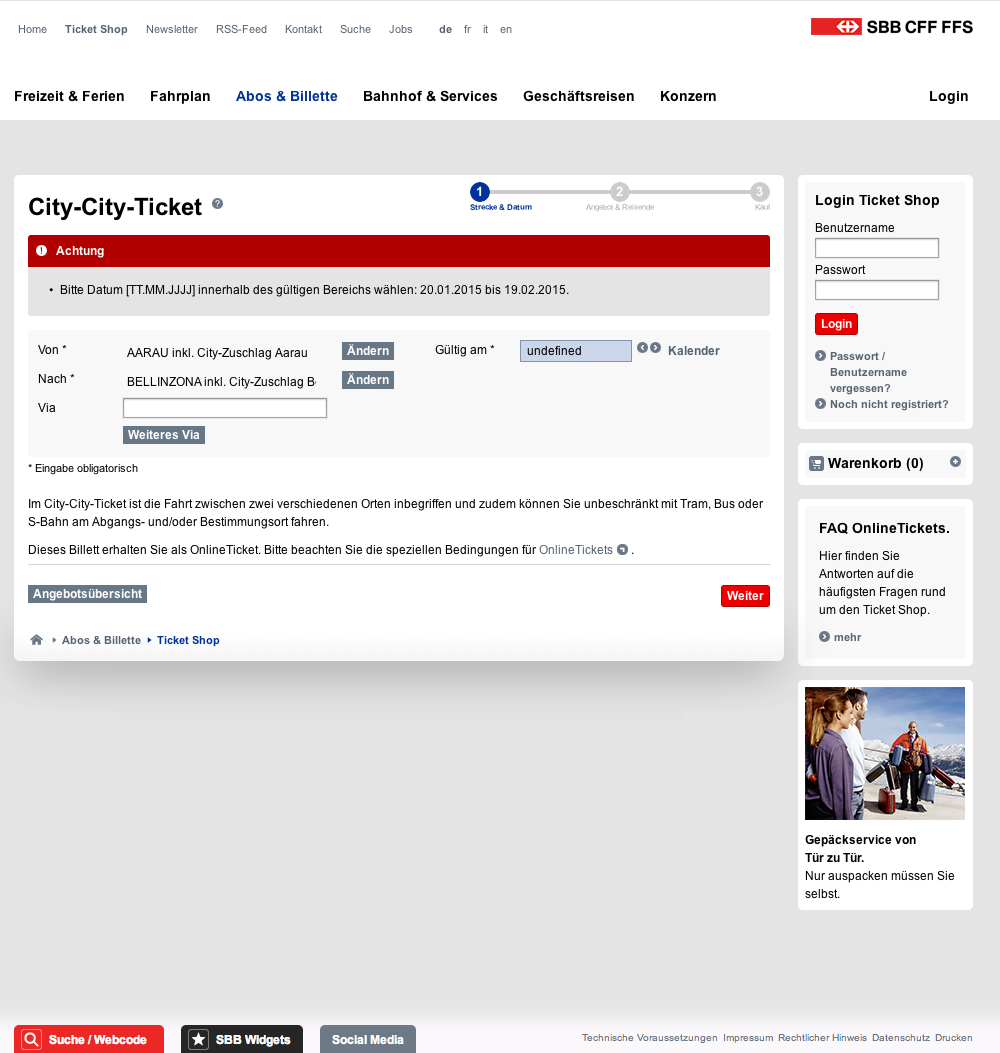 Home Ticket Shop Newsletter RSS-Feed Kontakt Suche Jobs de fr it en
SBB CFF FFS
Freizeit & Ferien Fahrplan Abos & Billette Bahnhof & Services Geschäftsreisen Konzern Login
City-City-Ticket ?
1 2 3
Strecke & Datum Angebot & Reisende Kauf
! Achtung
• Bitte Datum [TT.MM.JJJJ] innerhalb des gültigen Bereichs wählen: 20.01.2015 bis 19.02.2015.
Von * AARAU inkl. City-Zuschlag Aarau Ändern Gültig am * undefined Kalender
Nach * BELLINZONA inkl. City-Zuschlag Be Ändern
Via
Weiteres Via
* Eingabe obligatorisch
Im City-City-Ticket ist die Fahrt zwischen zwei verschiedenen Orten inbegriffen und zudem können Sie unbeschränkt mit Tram, Bus oder
S-Bahn am Abgangs- und/oder Bestimmungsort fahren.
Dieses Billett erhalten Sie als OnlineTicket. Bitte beachten Sie die speziellen Bedingungen für OnlineTickets .
Angebotsübersicht Weiter
Abos & Billette Ticket Shop
Login Ticket Shop
Benutzername
Passwort
Login
Passwort /
Benutzername
vergessen?
Noch nicht registriert?
Warenkorb (0)
FAQ OnlineTickets.
Hier finden Sie
Antworten auf die
häufigsten Fragen rund
um den Ticket Shop.
mehr
Gepäckservice von
Tür zu Tür.
Nur auspacken müssen Sie
selbst.
Suche / Webcode SBB Widgets Social Media
Technische Voraussetzungen Impressum Rechtlicher Hinweis Datenschutz Drucken